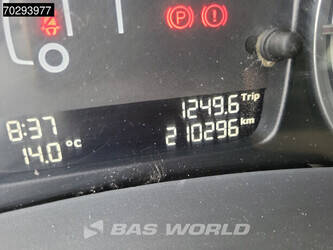 70293977
P !
1249.6 Trip
8:37
210296 km
14.0 °C
BAS WORLD